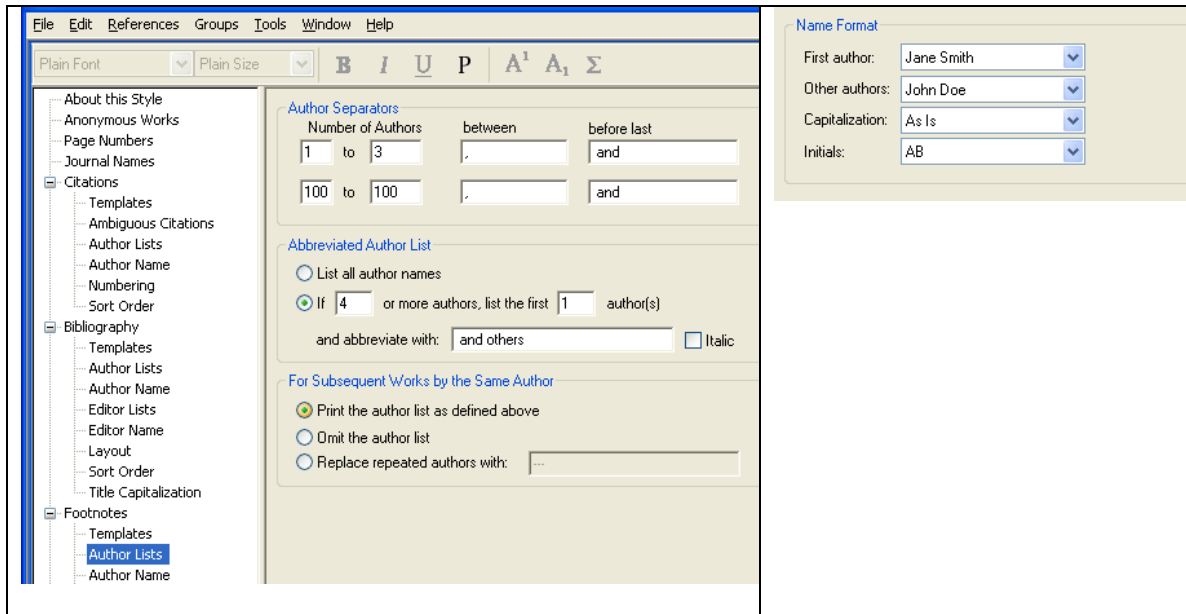 File Edit References Groups Tools Window Help
Plain Font Plain Size B I U P A1 A1 Σ
About this Style
Anonymous Works
Page Numbers
Journal Names
Citations
Templates
Ambiguous Citations
Author Lists
Author Name
Numbering
Sort Order
Bibliography
Templates
Author Lists
Author Name
Editor Lists
Editor Name
Layout
Sort Order
Title Capitalization
Footnotes
Templates
Author Lists
Author Name
Author Separators
Number of Authors between before last
1 to 3 , and
100 to 100 , and
Abbreviated Author List
List all author names
If 4 or more authors, list the first 1 author(s)
and abbreviate with: and others Italic
For Subsequent Works by the Same Author
Print the author list as defined above
Omit the author list
Replace repeated authors with: ---
Name Format
First author: Jane Smith
Other authors: John Doe
Capitalization: As Is
Initials: AB